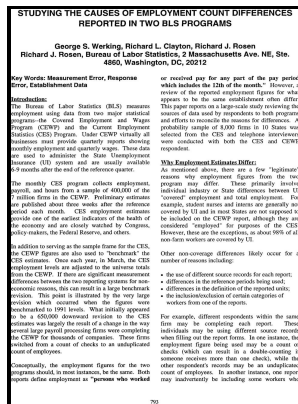 STUDYING THE CAUSES OF EMPLOYMENT COUNT DIFFERENCES
REPORTED IN TWO BLS PROGRAMS
George S. Werking, Richard L. Clayton, Richard J. Rosen
Richard J. Rosen, Bureau of Labor Statistics, 2 Massachusetts Ave. NE, Ste.
4860, Washington, DC, 20212
Key Words: Measurement Error, Response
Error, Establishment Data
Introduction:
The Bureau of Labor Statistics (BLS) measures
employment using data from two major statistical
programs-the Covered Employment and Wages
Program (CEWP) and the Current Employment
Statistics (CES) Program. Under CEWP virtually all
businesses must provide quarterly reports showing
monthly employment and quarterly wages. These data
are used to administer the State Unemployment
Insurance (UI) system and are usually available
6-9 months after the end of the reference quarter.
The monthly CES program collects employment,
payroll, and hours from a sample of 400,000 of the
million firms in the CEWP. Preliminary estimates
are published about three weeks after the reference
period each month. CES employment estimates
provide one of the earliest indicators of the health of
the economy and are closely watched by Congress,
policy-makers, the Federal Reserve, and others.
In addition to serving as the sample frame for the CES,
the CEWP figures are also used to "benchmark" the
CES estimates. Once each year, in March, the CES
employment levels are adjusted to the universe totals
from the CEWP. If there are significant measurement
differences between the two reporting systems for non-
economic reasons, this can result in a large benchmark
revision. This point is illustrated by the very large
revision which occurred when the figures were
benchmarked to 1991 levels. What initially appeared
to be a 650,000 downward revision to the CES
estimates was largely the result of a change in the way
several large payroll processing firms were completing
the CEWP for thousands of companies. These firms
switched from a count of checks to an unduplicated
count of employees.
Conceptually, the employment figures for the two
programs should, in most instances, be the same. Both
reports define employment as "persons who worked
or received pay for any part of the pay period
which includes the 12th of the month." However, a
review of the reported employment figures for what
appears to be the same establishment often differ.
This paper reports on a large-scale study reviewing the
sources of data used by respondents to both programs
and efforts to reconcile the reasons for differences. A
probability sample of 8,000 firms in 10 States was
selected from the CES and telephone interviews
were conducted with both the CES and CEWP
respondent.
Why Employment Estimates Differ:
As mentioned above, there are a few "legitimate"
reasons why employment figures from the two
program may differ. These primarily involve
individual industry or State differences between UI
"covered" employment and total employment. For
example, student nurses and interns are generally not
covered by UI and in most States are not supposed to
be included on the CEWP report, although they are
considered "employed" for purposes of the CES.
However, these are the exceptions, as about 98% of all
non-farm workers are covered by UI.
Other non-coverage differences likely occur for a
number of reasons including:
• the use of different source records for each report;
• differences in the reference periods being used;
• differences in the definition of the reported units;
• the inclusion/exclusion of certain categories of
workers from one of the reports.
For example, different respondents within the same
firm may be completing each report. These
individuals may be using different source records
when filling out the report forms. In one instance, the
employment figure being used may be a count of
checks (which can result in a double-counting if
someone receives more than one check), while the
other respondent's records may be an unduplicated
count of employees. In another instance, one report
may inadvertently be including some workers who
793